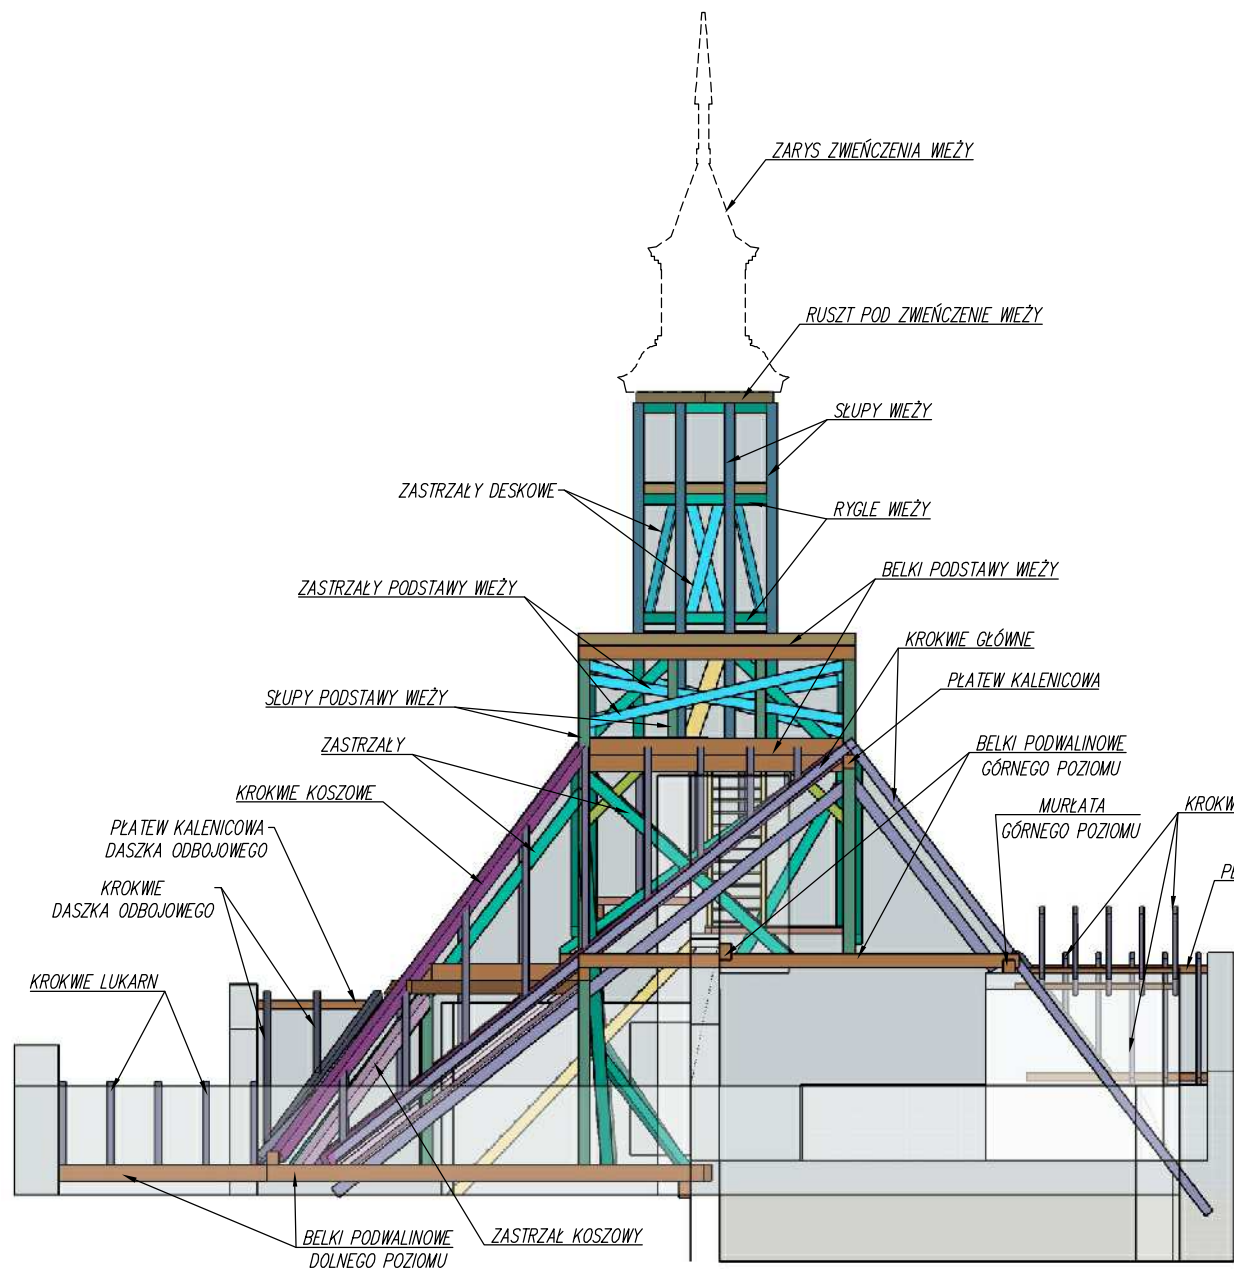 ZARYS ZWIEŃCZENIA WIEŻY
RUSZT POD ZWIEŃCZENIE WIEŻY
SŁUPY WIEŻY
ZASTRZAŁY DESKOWE
RYGLE WIEŻY
BELKI PODSTAWY WIEŻY
ZASTRZAŁY PODSTAWY WIEŻY
KROKWIE GŁÓWNE
PŁATEW KALENICOWA
SŁUPY PODSTAWY WIEŻY
ZASTRZAŁY
BELKI PODWALINOWE
GÓRNEGO POZIOMU
KROKWIE KOSZOWE
MURŁATA
GÓRNEGO POZIOMU
KROKW
PŁATEW KALENICOWA
DASZKA ODBOJOWEGO
KROKWIE
DASZKA ODBOJOWEGO
KROKWIE LUKARN
BELKI PODWALINOWE
DOLNEGO POZIOMU
ZASTRZAŁ KOSZOWY